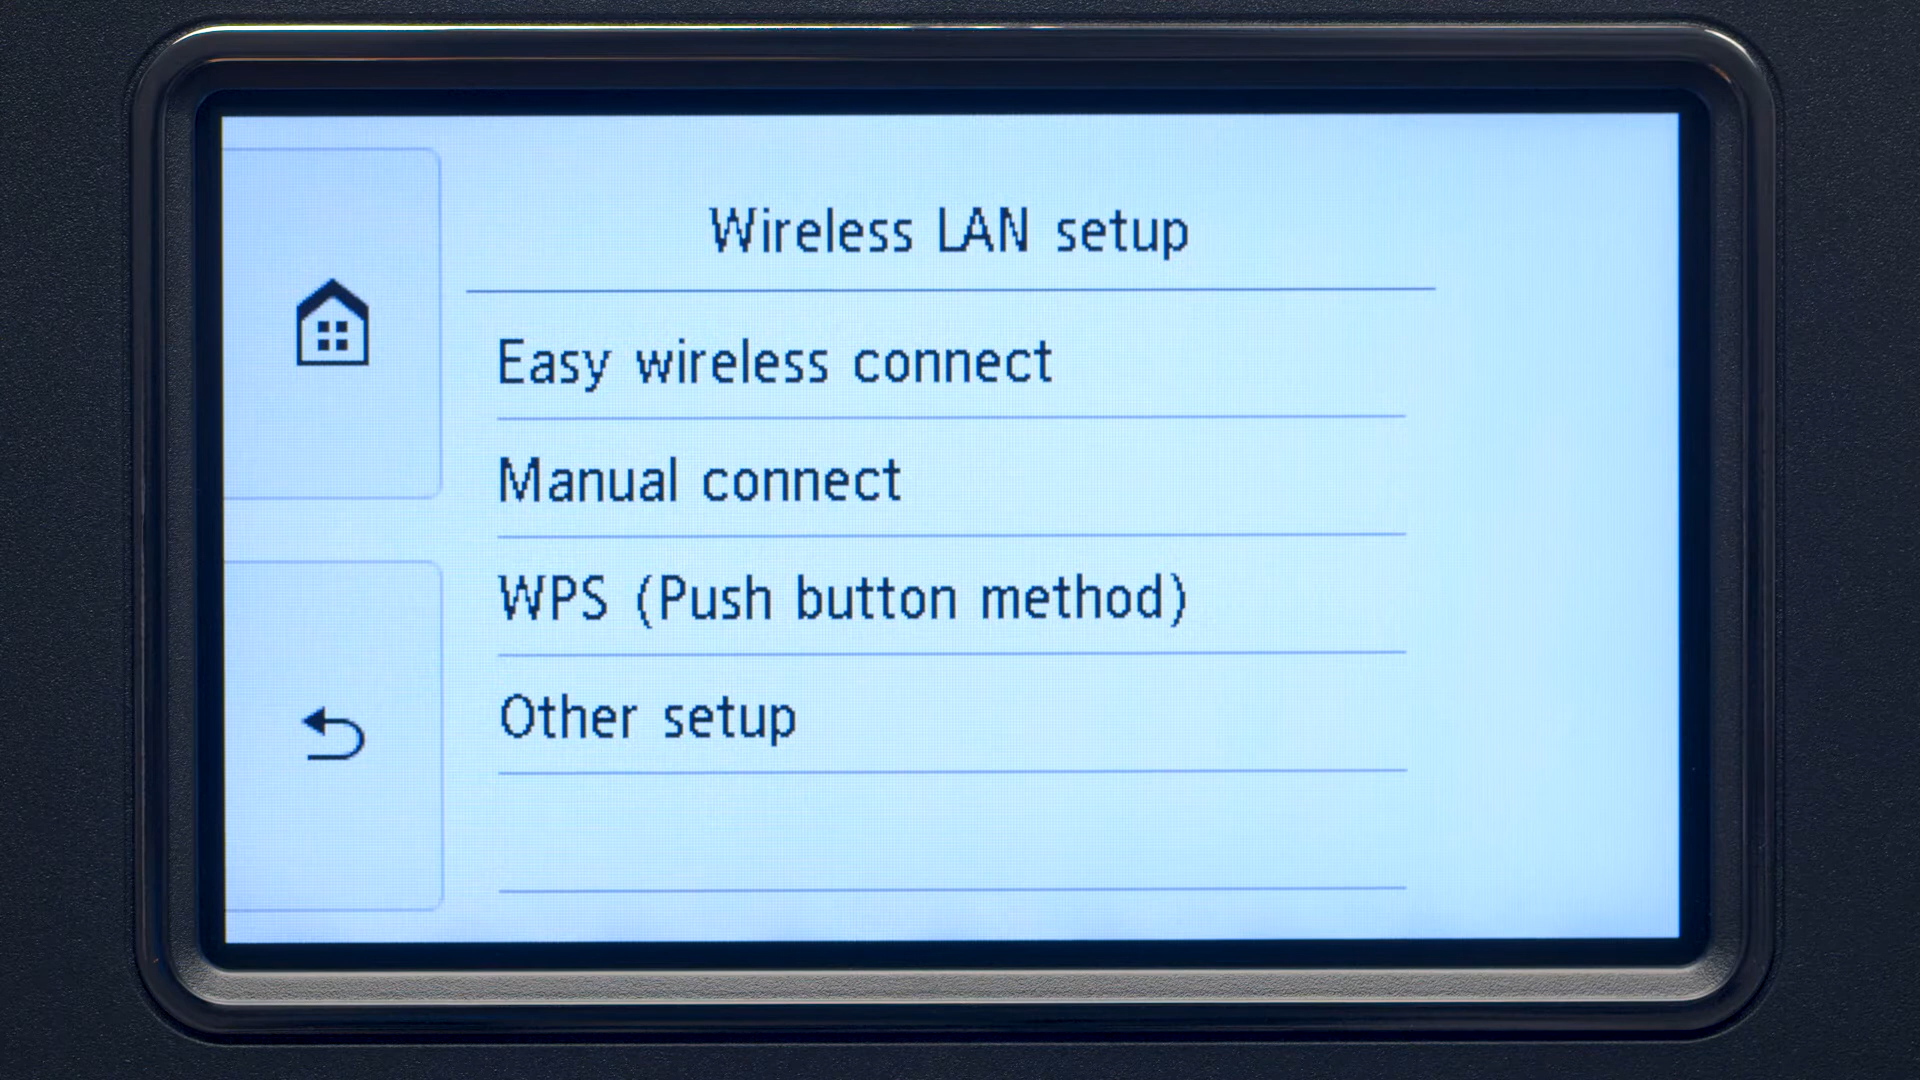 Wireless LAN setup
Easy wireless connect
Manual connect
WPS (Push button method)
Other setup